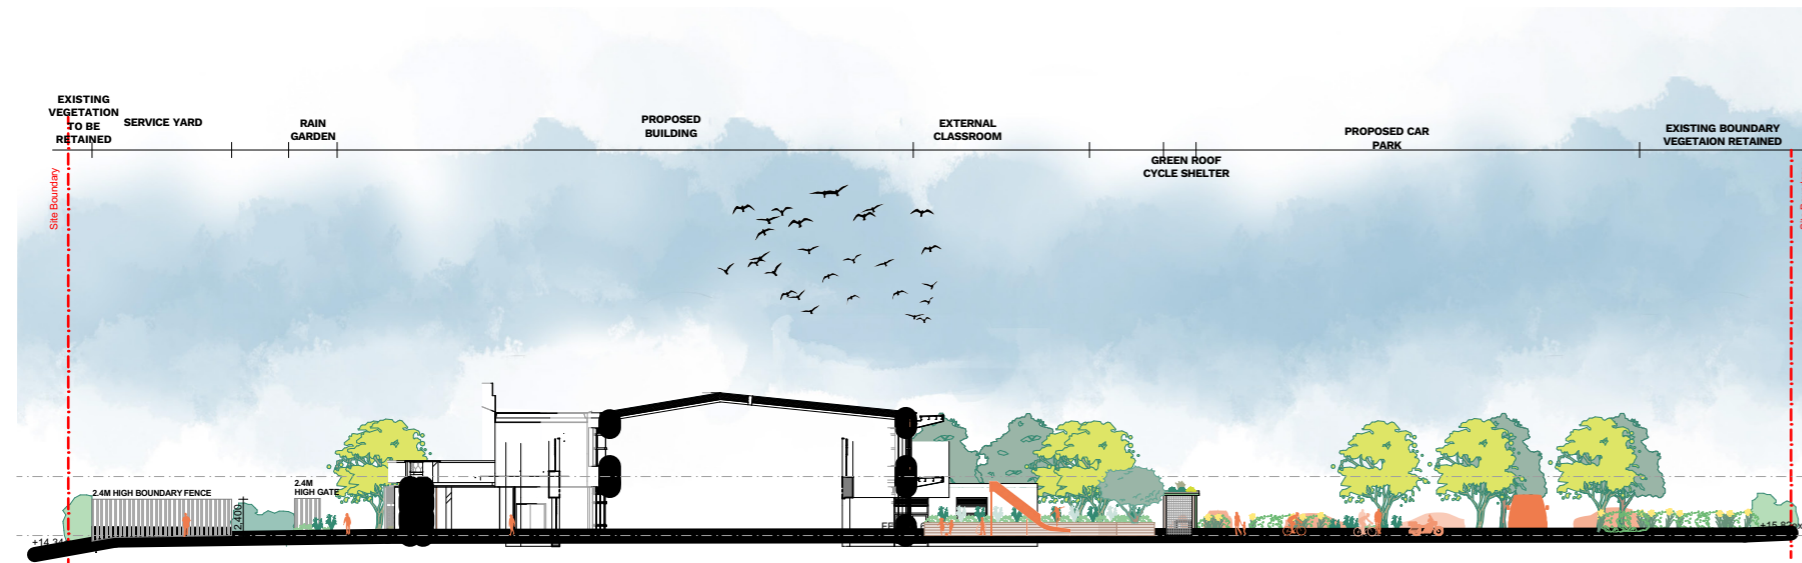 EXISTING
VEGETATION
TO BE
RETAINED
SERVICE YARD
RAIN
GARDEN
PROPOSED
BUILDING
EXTERNAL
CLASSROOM
GREEN ROOF
CYCLE SHELTER
PROPOSED CAR
PARK
EXISTING BOUNDARY
VEGETAION RETAINED
Site Boundary
2.4M HIGH BOUNDARY FENCE
2.400
2.4M
HIGH GATE